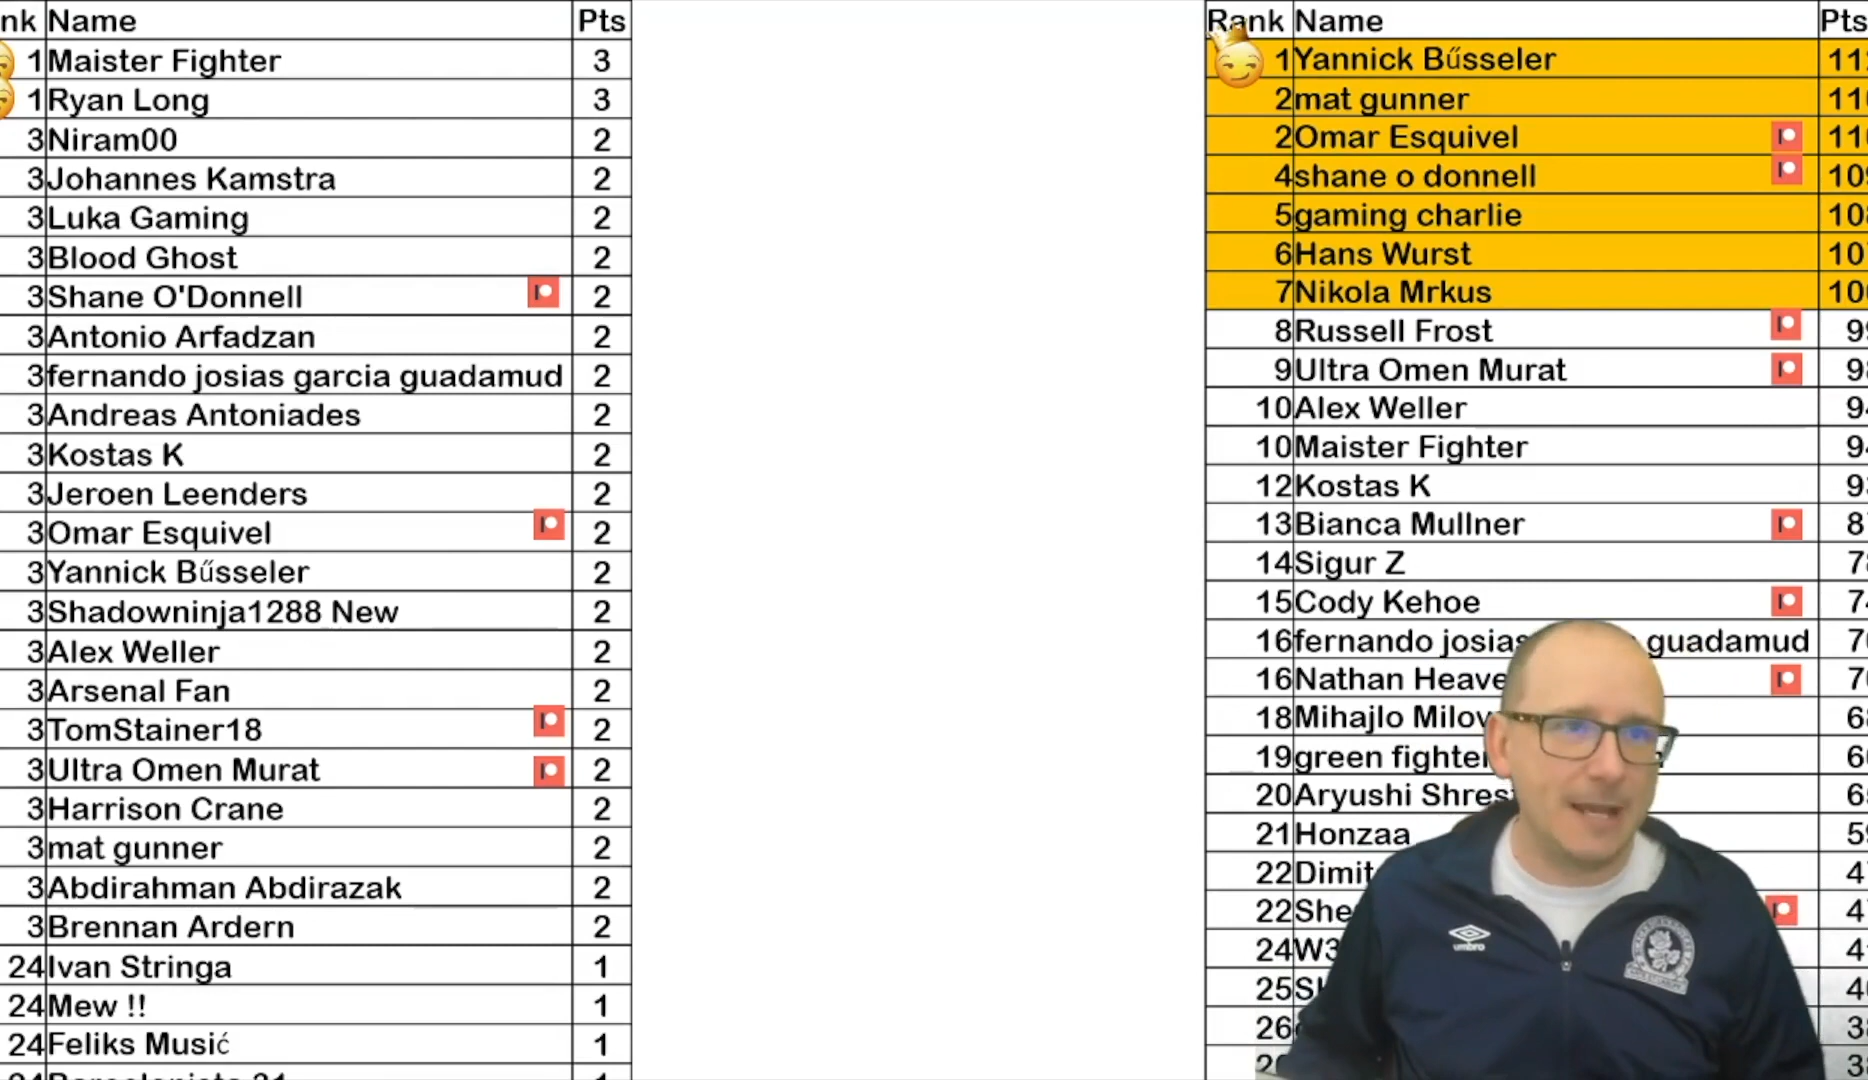 nk Name Pts
1 Maister Fighter 3
1 Ryan Long 3
3 Niram00 2
3 Johannes Kamstra 2
3 Luka Gaming 2
3 Blood Ghost 2
3 Shane O'Donnell 2
3 Antonio Arfadzan 2
3 fernando josias garcia guadamud 2
3 Andreas Antoniades 2
3 Kostas K 2
3 Jeroen Leenders 2
3 Omar Esquivel 2
3 Yannick Bűsseler 2
3 Shadowninja1288 New 2
3 Alex Weller 2
3 Arsenal Fan 2
3 TomStainer18 2
3 Ultra Omen Murat 2
3 Harrison Crane 2
3 mat gunner 2
3 Abdirahman Abdirazak 2
3 Brennan Ardern 2
24 Ivan Stringa 1
24 Mew !! 1
24 Feliks Musić 1
Rank Name Pts
1 Yannick Bűsseler
2 mat gunner
2 Omar Esquivel
4 shane o donnell
5 gaming charlie
6 Hans Wurst
7 Nikola Mrkus
8 Russell Frost
9 Ultra Omen Murat
10 Alex Weller
10 Maister Fighter
12 Kostas K
13 Bianca Mullner
14 Sigur Z
15 Cody Kehoe
16 fernando josias guadamud
16 Nathan Heave
18 Mihajlo Milov
19 green fighter
20 Aryushi Shres
21 Honzaa
22 Dimit
22 She
24 W3
25
26
umbro